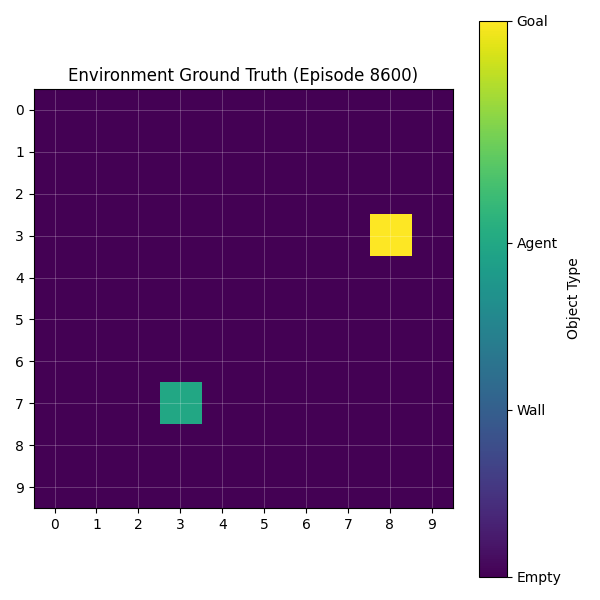 Environment Ground Truth (Episode 8600)
0
1
2
3
4
5
6
7
8
9
0 1 2 3 4 5 6 7 8 9
Goal
Agent
Wall
Empty
Object Type